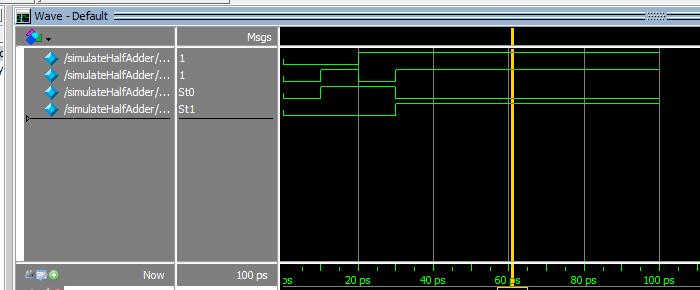 Wave - Default
Msgs
/simulateHalfAdder/... 1
/simulateHalfAdder/... 1
/simulateHalfAdder/... St0
/simulateHalfAdder/... St1
Now 100 ps
ps 20 ps 40 ps 60 ps 80 ps 100 ps